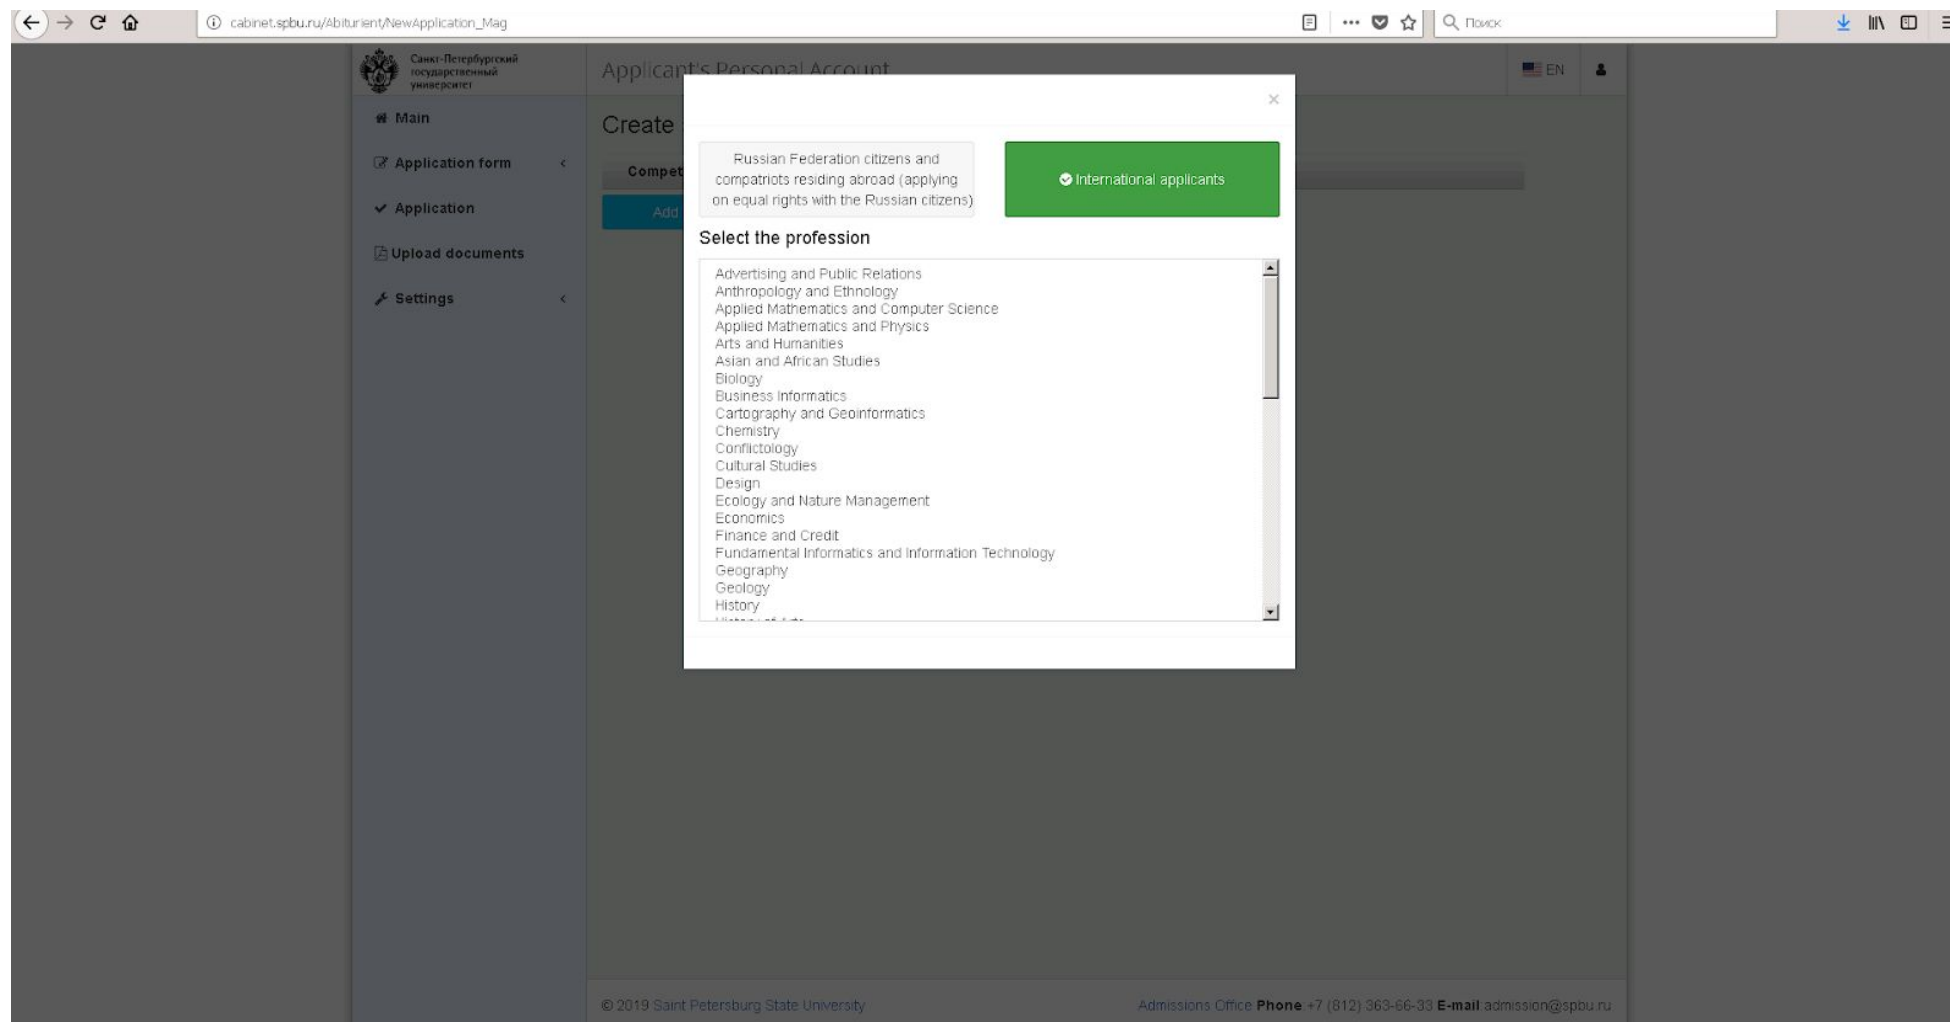 cabinet.spbu.ru/Abiturient/NewApplication_Mag
Поиск
Санкт-Петербургский
государственный
университет
Applicant's Personal Account
EN
Main
Application form
Application
Upload documents
Settings
Create
Compet
Add
×
Russian Federation citizens and
compatriots residing abroad (applying
on equal rights with the Russian citizens)
International applicants
Select the profession
Advertising and Public Relations
Anthropology and Ethnology
Applied Mathematics and Computer Science
Applied Mathematics and Physics
Arts and Humanities
Asian and African Studies
Biology
Business Informatics
Cartography and Geoinformatics
Chemistry
Conflictology
Cultural Studies
Design
Ecology and Nature Management
Economics
Finance and Credit
Fundamental Informatics and Information Technology
Geography
Geology
History
History of Arts
© 2019 Saint Petersburg State University
Admissions Office Phone: +7 (812) 363-66-33 E-mail: admission@spbu.ru